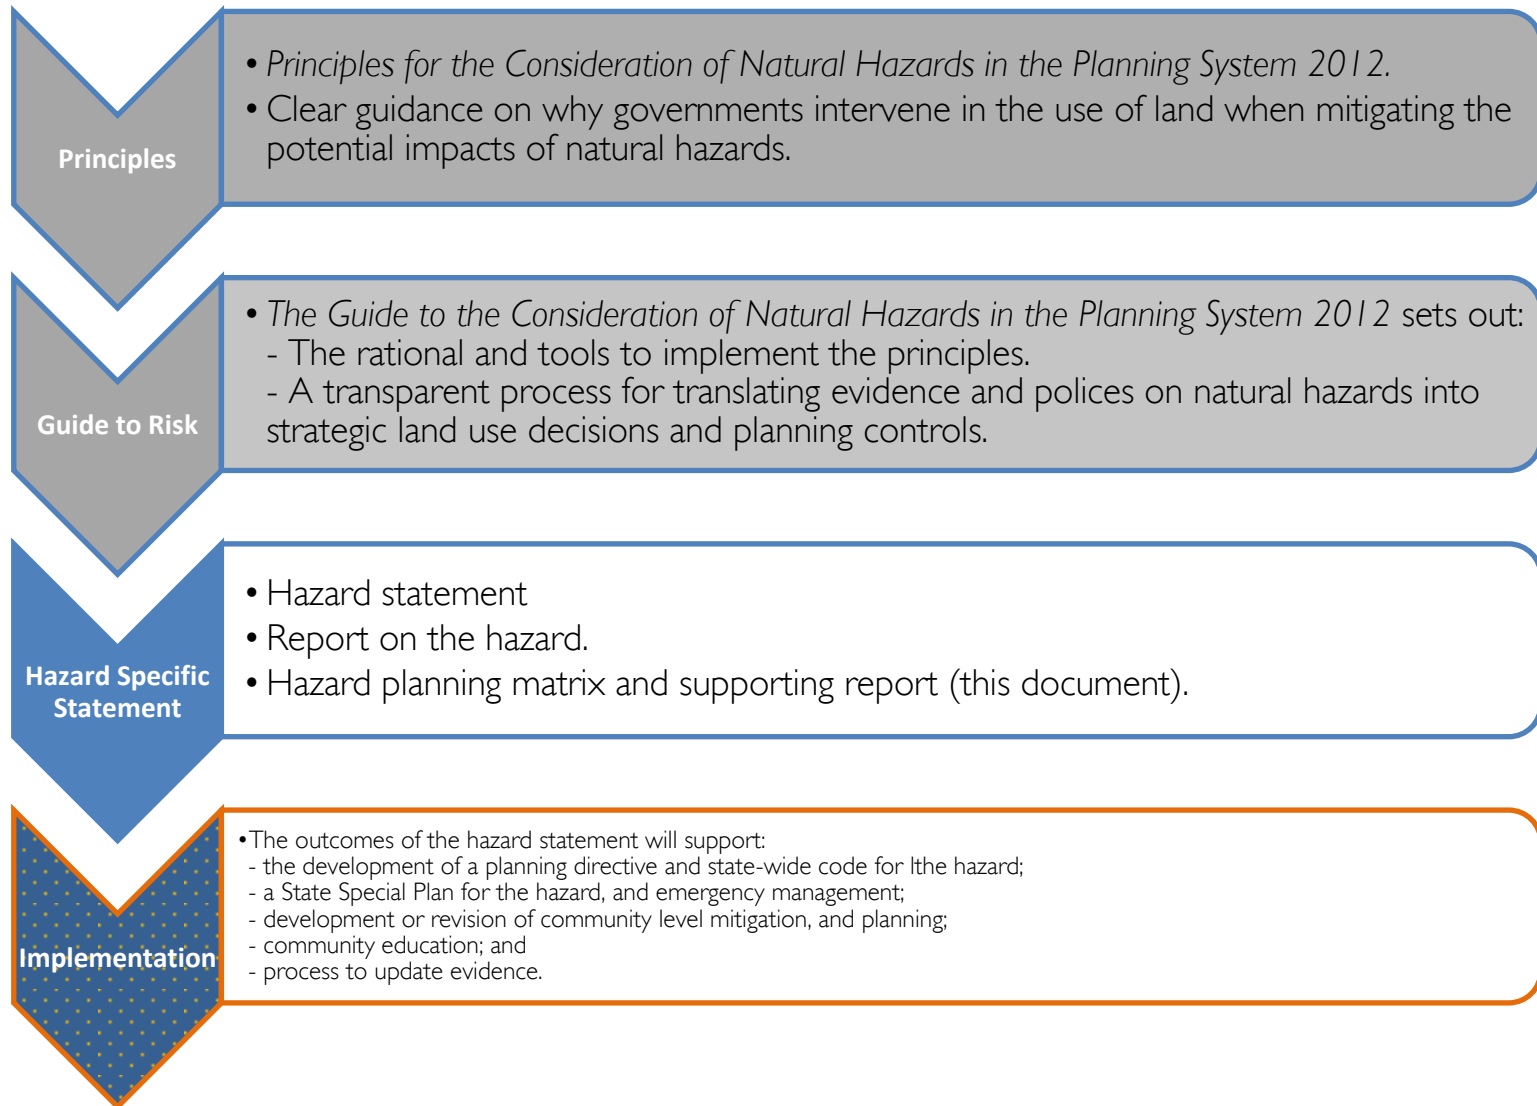 Principles
• Principles for the Consideration of Natural Hazards in the Planning System 2012.
• Clear guidance on why governments intervene in the use of land when mitigating the
potential impacts of natural hazards.
Guide to Risk
• The Guide to the Consideration of Natural Hazards in the Planning System 2012 sets out:
- The rational and tools to implement the principles.
- A transparent process for translating evidence and polices on natural hazards into
strategic land use decisions and planning controls.
Hazard Specific
Statement
• Hazard statement
• Report on the hazard.
• Hazard planning matrix and supporting report (this document).
Implementation
•The outcomes of the hazard statement will support:
- the development of a planning directive and state-wide code for lthe hazard;
- a State Special Plan for the hazard, and emergency management;
- development or revision of community level mitigation, and planning;
- community education; and
- process to update evidence.